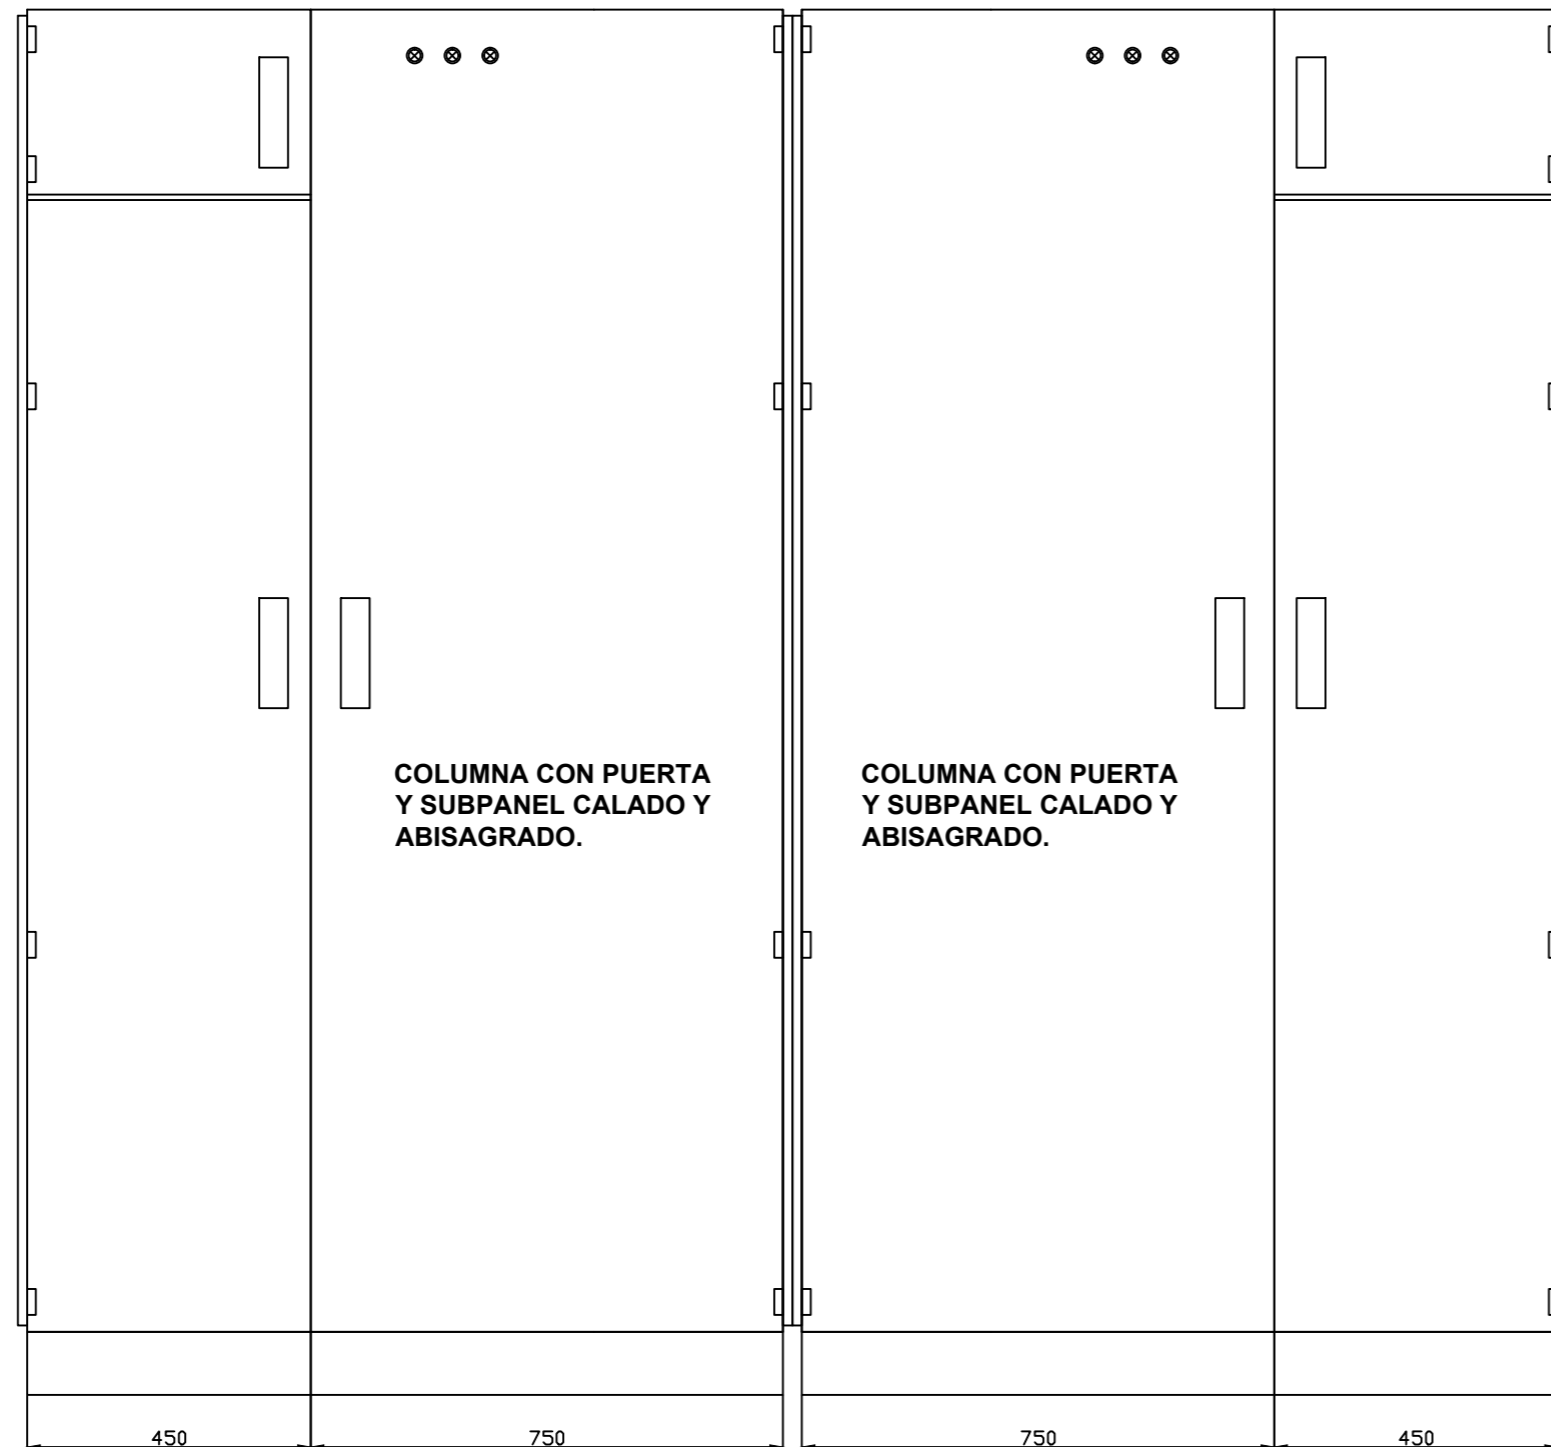 COLUMNA CON PUERTA
Y SUBPANEL CALADO Y
ABISAGRADO.
COLUMNA CON PUERTA
Y SUBPANEL CALADO Y
ABISAGRADO.
450 750 750 450